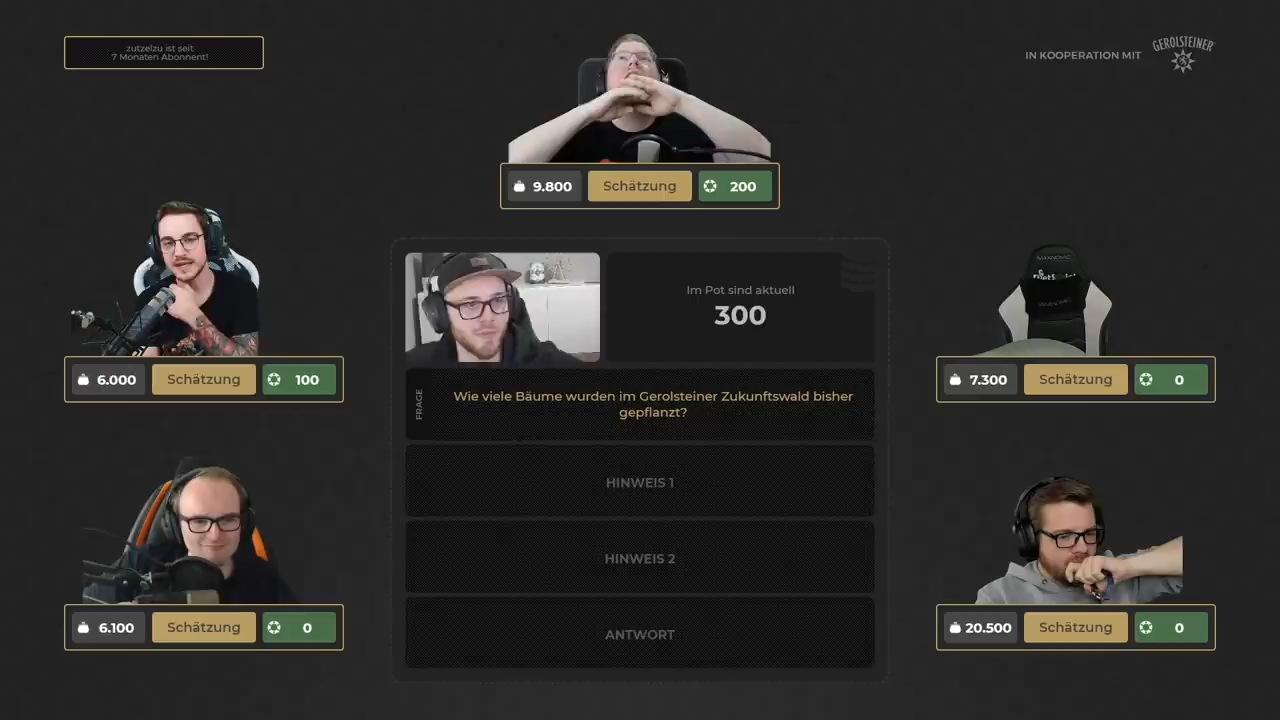 zutzelzu ist seit
7 Monaten Abonnent!
IN KOOPERATION MIT
GEROLSTEINER
9.800
Schätzung
200
6.000
Schätzung
100
Im Pot sind aktuell
300
MAXNOMIC
MAXNOMIC
7.300
Schätzung
0
FRAGE
Wie viele Bäume wurden im Gerolsteiner Zukunftswald bisher
gepflanzt?
HINWEIS 1
HINWEIS 2
ANTWORT
6.100
Schätzung
0
20.500
Schätzung
0